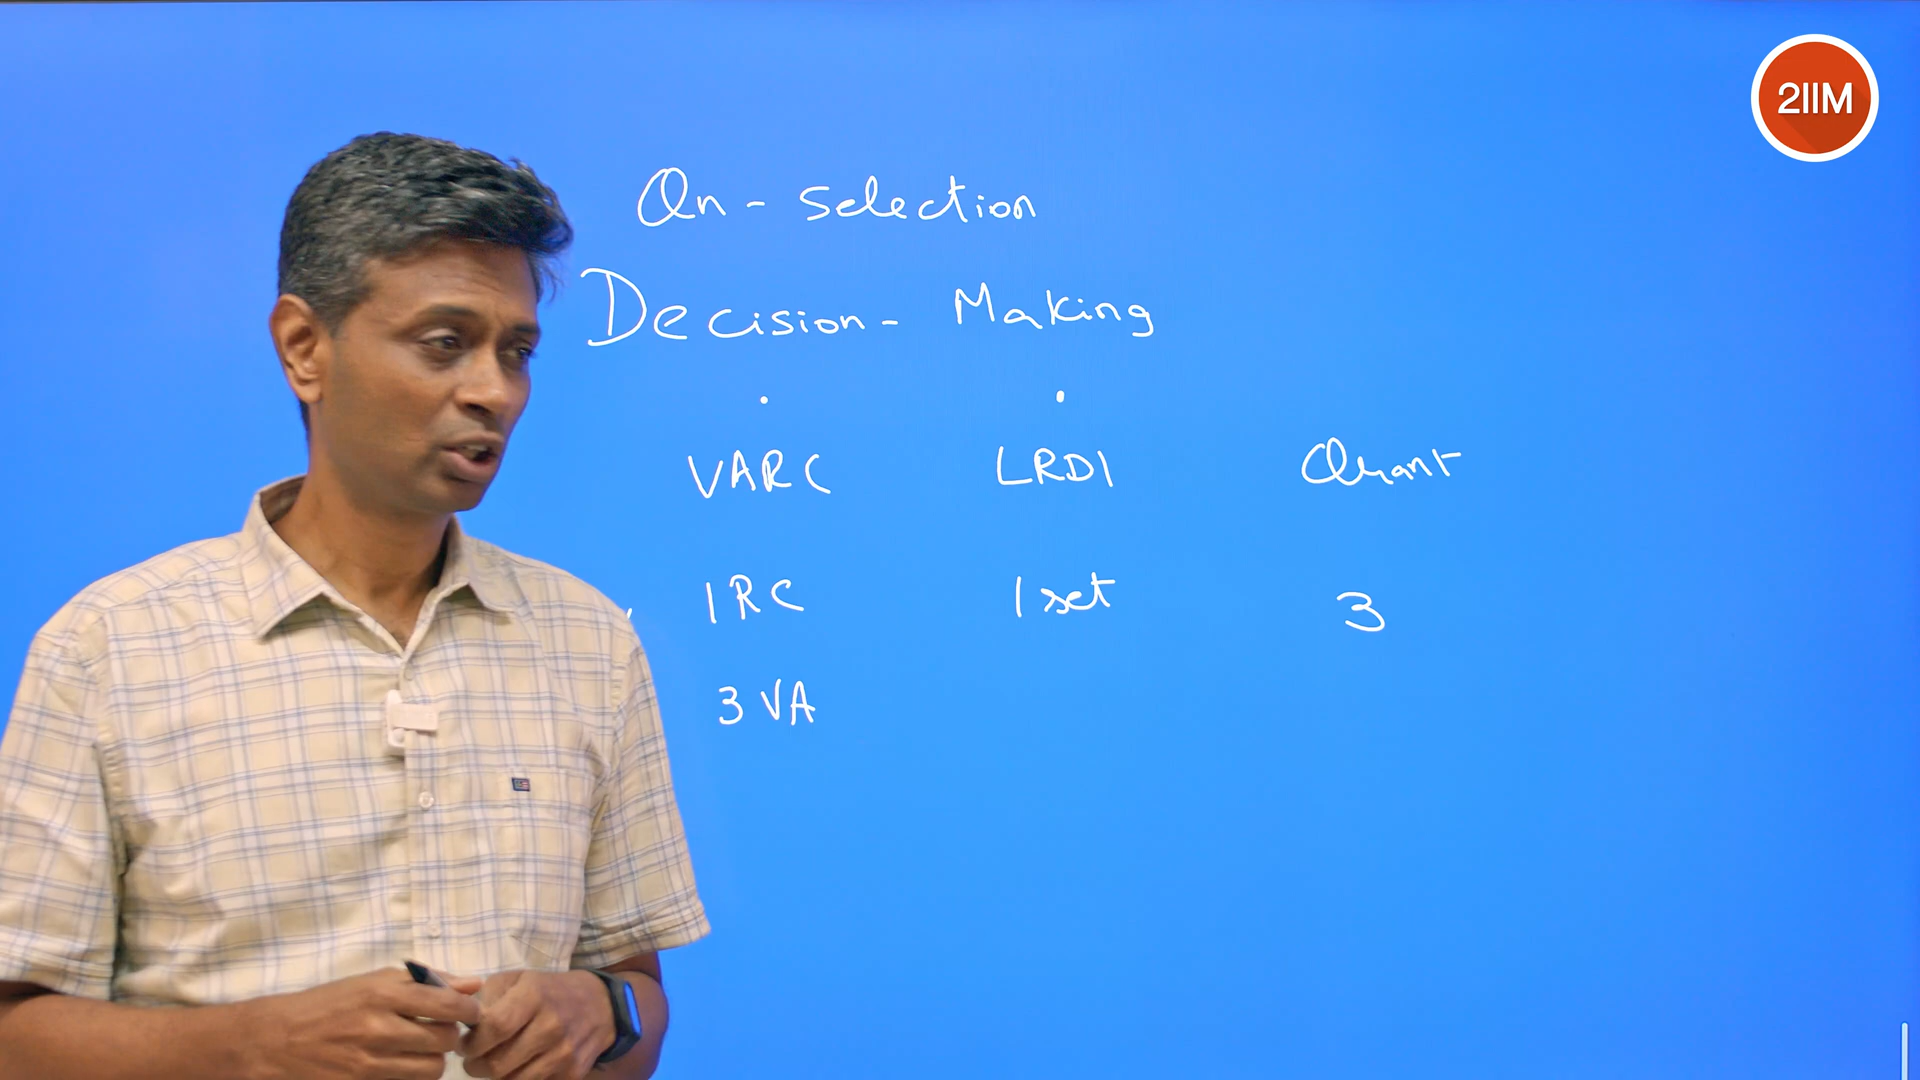 2IIM
Qn - selection
Decision - Making
VARC LRDI Quant
1 RC 1 set 3
3 VA